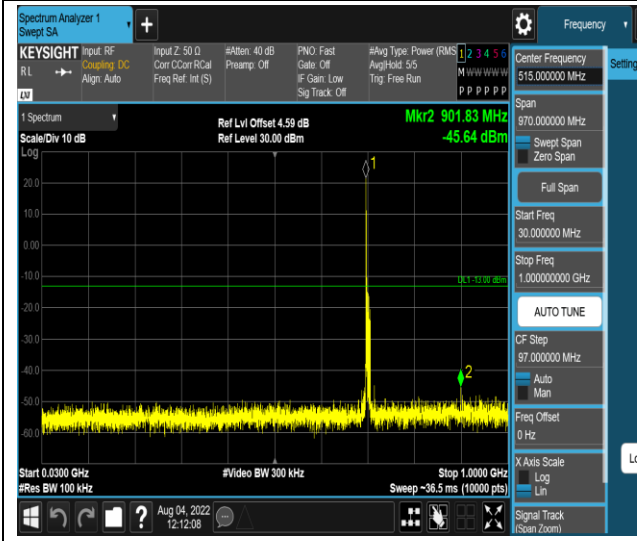 Spectrum Analyzer 1
Swept SA
Frequency
KEYSIGHT
RL
LXI
Input: RF
Coupling: DC
Align: Auto
Input Z: 50 Ω
Corr CCorr RCal
Freq Ref: Int (S)
#Atten: 40 dB
Preamp: Off
PNO: Fast
Gate: Off
IF Gain: Low
Sig Track: Off
#Avg Type: Power (RMS
Avg|Hold: 5/5
Trig: Free Run
1 2 3 4 5 6
M W W W W W
P P P P P P
1 Spectrum
Scale/Div 10 dB
Log
Ref Lvl Offset 4.59 dB
Ref Level 30.00 dBm
Mkr2 901.83 MHz
-45.64 dBm
1
20.0
10.0
0.00
-10.0
DL1 -13.00 dBm
-20.0
-30.0
-40.0
2
-50.0
-60.0
Start 0.0300 GHz
#Res BW 100 kHz
#Video BW 300 kHz
Stop 1.0000 GHz
Sweep ~36.5 ms (10000 pts)
?
Aug 04, 2022
12:12:08
Center Frequency
515.000000 MHz
Settings
Span
970.000000 MHz
Swept Span
Zero Span
Full Span
Start Freq
30.000000 MHz
Stop Freq
1.000000000 GHz
AUTO TUNE
CF Step
97.000000 MHz
Auto
Man
Freq Offset
0 Hz
X Axis Scale
Log
Lin
Signal Track
(Span Zoom)